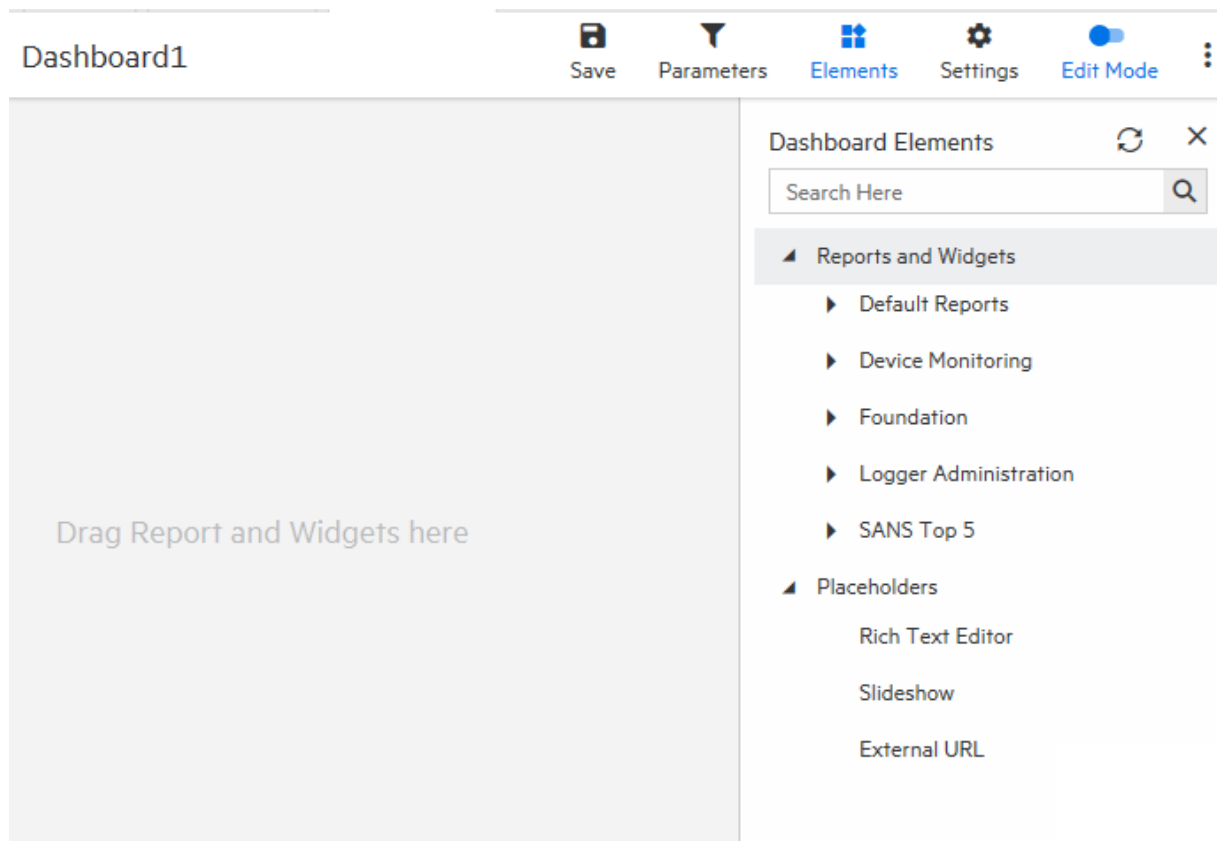 Dashboard1
Save
Parameters
Elements
Settings
Edit Mode
Dashboard Elements
Search Here
Reports and Widgets
Default Reports
Device Monitoring
Foundation
Logger Administration
SANS Top 5
Drag Report and Widgets here
Placeholders
Rich Text Editor
Slideshow
External URL